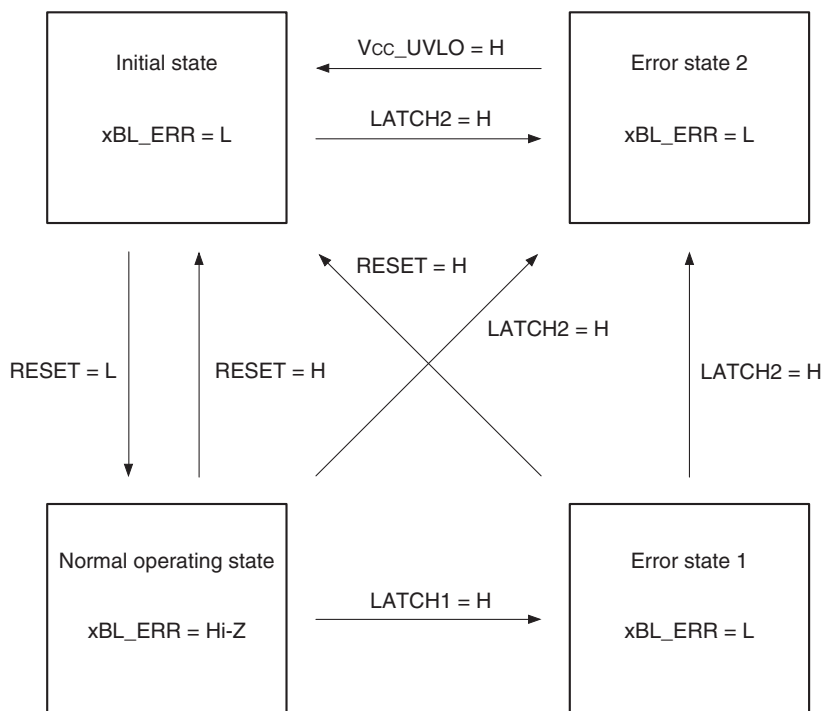 Initial state
xBL_ERR = L
VCC_UVLO = H
LATCH2 = H
Error state 2
xBL_ERR = L
RESET = L
RESET = H
RESET = H
LATCH2 = H
LATCH2 = H
Normal operating state
xBL_ERR = Hi-Z
LATCH1 = H
Error state 1
xBL_ERR = L